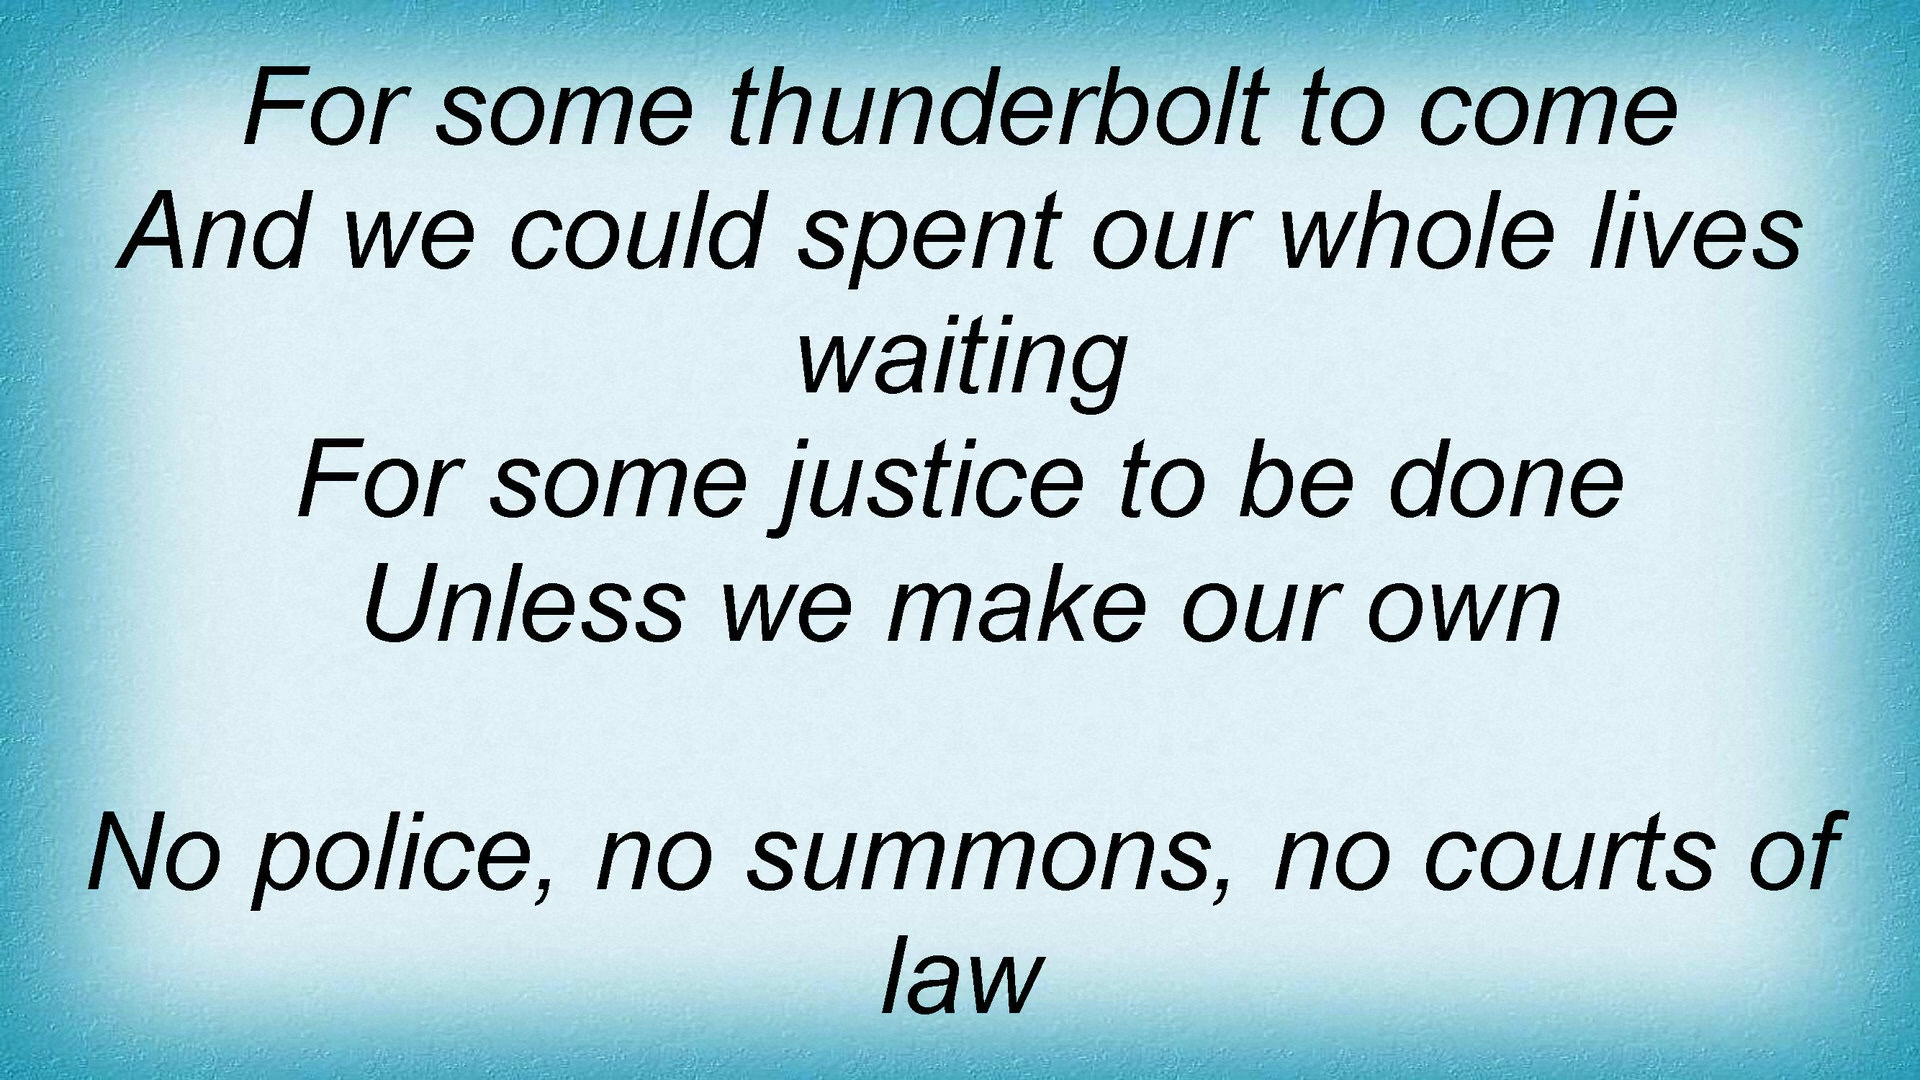 For some thunderbolt to come
And we could spent our whole lives
waiting
For some justice to be done
Unless we make our own
No police, no summons, no courts of
law